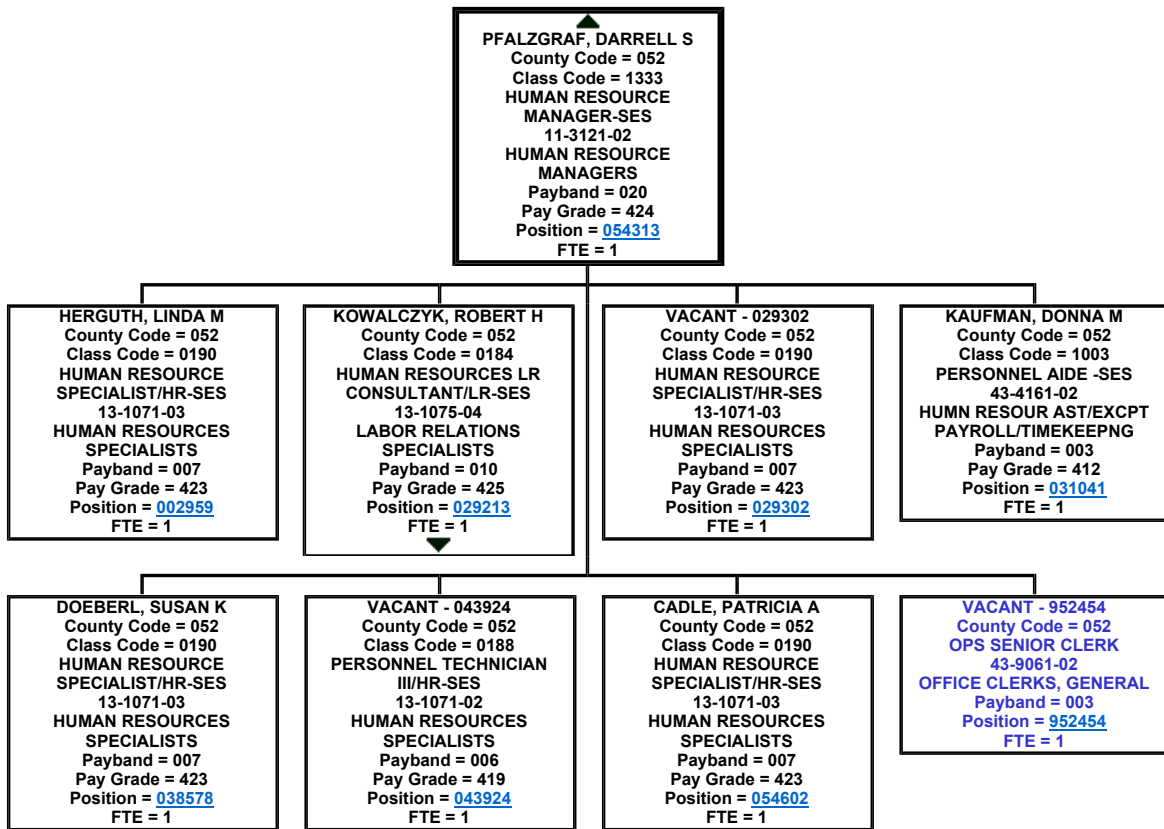 PFALZGRAF, DARRELL S
County Code = 052
Class Code = 1333
HUMAN RESOURCE
MANAGER-SES
11-3121-02
HUMAN RESOURCE
MANAGERS
Payband = 020
Pay Grade = 424
Position = 054313
FTE = 1
HERGUTH, LINDA M
County Code = 052
Class Code = 0190
HUMAN RESOURCE
SPECIALIST/HR-SES
13-1071-03
HUMAN RESOURCES
SPECIALISTS
Payband = 007
Pay Grade = 423
Position = 002959
FTE = 1
KOWALCZYK, ROBERT H
County Code = 052
Class Code = 0184
HUMAN RESOURCES LR
CONSULTANT/LR-SES
13-1075-04
LABOR RELATIONS
SPECIALISTS
Payband = 010
Pay Grade = 425
Position = 029213
FTE = 1
VACANT - 029302
County Code = 052
Class Code = 0190
HUMAN RESOURCE
SPECIALIST/HR-SES
13-1071-03
HUMAN RESOURCES
SPECIALISTS
Payband = 007
Pay Grade = 423
Position = 029302
FTE = 1
KAUFMAN, DONNA M
County Code = 052
Class Code = 1003
PERSONNEL AIDE -SES
43-4161-02
HUMN RESOUR AST/EXCPT
PAYROLL/TIMEKEEPNG
Payband = 003
Pay Grade = 412
Position = 031041
FTE = 1
DOEBERL, SUSAN K
County Code = 052
Class Code = 0190
HUMAN RESOURCE
SPECIALIST/HR-SES
13-1071-03
HUMAN RESOURCES
SPECIALISTS
Payband = 007
Pay Grade = 423
Position = 038578
FTE = 1
VACANT - 043924
County Code = 052
Class Code = 0188
PERSONNEL TECHNICIAN
III/HR-SES
13-1071-02
HUMAN RESOURCES
SPECIALISTS
Payband = 006
Pay Grade = 419
Position = 043924
FTE = 1
CADLE, PATRICIA A
County Code = 052
Class Code = 0190
HUMAN RESOURCE
SPECIALIST/HR-SES
13-1071-03
HUMAN RESOURCES
SPECIALISTS
Payband = 007
Pay Grade = 423
Position = 054602
FTE = 1
VACANT - 952454
County Code = 052
OPS SENIOR CLERK
43-9061-02
OFFICE CLERKS, GENERAL
Payband = 003
Position = 952454
FTE = 1